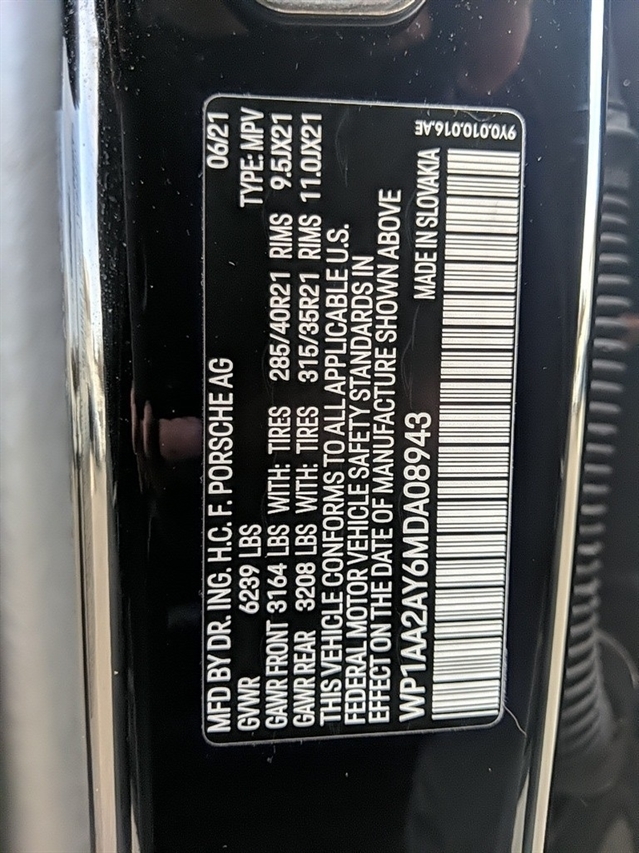 MFD BY DR. ING. H.C. F. PORSCHE AG 06/21
GVWR 6239 LBS TYPE: MPV
GAWR FRONT 3164 LBS WITH: TIRES 285/40R21 RIMS 9.5JX21
GAWR REAR 3208 LBS WITH: TIRES 315/35R21 RIMS 11.0JX21
THIS VEHICLE CONFORMS TO ALL APPLICABLE U.S.
FEDERAL MOTOR VEHICLE SAFETY STANDARDS IN
EFFECT ON THE DATE OF MANUFACTURE SHOWN ABOVE
WP1AA2AY6MDA08943 MADE IN SLOVAKIA
9Y0.010.016.AE